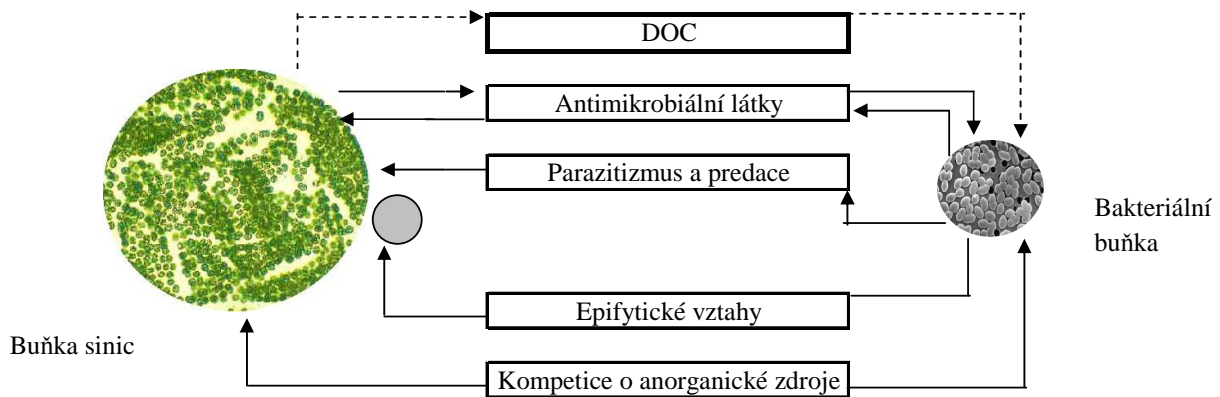 DOC
Antimikrobiální látky
Parazitizmus a predace
Bakteriální
buňka
Epifytické vztahy
Buňka sinic
Kompetice o anorganické zdroje